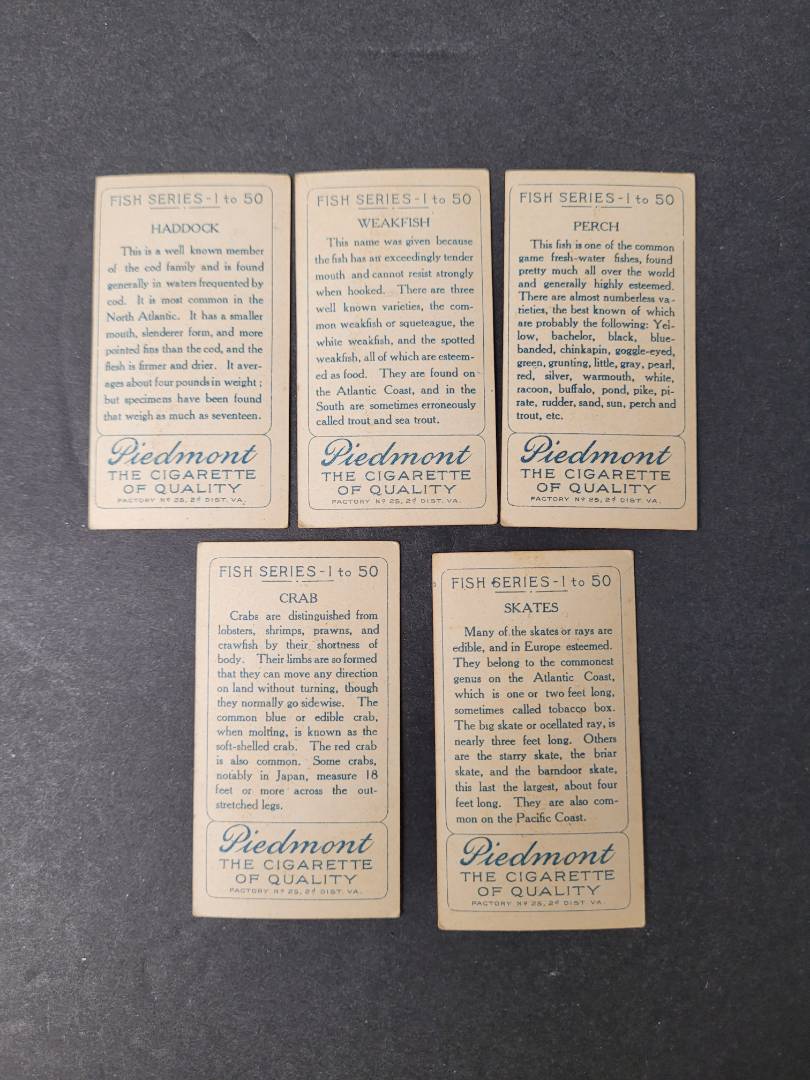 FISH SERIES-1 to 50
HADDOCK
This is a well known member
of the cod family and is found
generally in waters frequented by
cod. It is most common in the
North Atlantic. It has a smaller
mouth, slenderer form, and more
pointed fins than the cod, and the
flesh is firmer and drier. It aver-
ages about four pounds in weight;
but specimens have been found
that weigh as much as seventeen.
Piedmont
THE CIGARETTE
OF QUALITY
FACTORY Nº 25, 2ᵈ DIST. VA.
FISH SERIES-1 to 50
WEAKFISH
This name was given because
the fish has an exceedingly tender
mouth and cannot resist strongly
when hooked. There are three
well known varieties, the com-
mon weakfish or squeteague, the
white weakfish, and the spotted
weakfish, all of which are esteem-
ed as food. They are found on
the Atlantic Coast, and in the
South are sometimes erroneously
called trout and sea trout.
Piedmont
THE CIGARETTE
OF QUALITY
FACTORY Nº 25, 2ᵈ DIST. VA.
FISH SERIES-1 to 50
PERCH
This fish is one of the common
game fresh-water fishes, found
pretty much all over the world
and generally highly esteemed.
There are almost numberless va-
rieties, the best known of which
are probably the following: Yel-
low, bachelor, black, blue-
banded, chinkapin, goggle-eyed,
green, grunting, little, gray, pearl,
red, silver, warmouth, white,
racoon, buffalo, pond, pike, pi-
rate, rudder, sand, sun, perch and
trout, etc.
Piedmont
THE CIGARETTE
OF QUALITY
FACTORY Nº 25, 2ᵈ DIST. VA.
FISH SERIES-1 to 50
CRAB
Crabs are distinguished from
lobsters, shrimps, prawns, and
crawfish by their shortness of
body. Their limbs are so formed
that they can move any direction
on land without turning, though
they normally go sidewise. The
common blue or edible crab,
when molting, is known as the
soft-shelled crab. The red crab
is also common. Some crabs,
notably in Japan, measure 18
feet or more across the out-
stretched legs.
Piedmont
THE CIGARETTE
OF QUALITY
FACTORY Nº 25, 2ᵈ DIST. VA.
FISH SERIES-1 to 50
SKATES
Many of the skates or rays are
edible, and in Europe esteemed.
They belong to the commonest
genus on the Atlantic Coast,
which is one or two feet long,
sometimes called tobacco box.
The big skate or ocellated ray, is
nearly three feet long. Others
are the starry skate, the briar
skate, and the barndoor skate,
this last the largest, about four
feet long. They are also com-
mon on the Pacific Coast.
Piedmont
THE CIGARETTE
OF QUALITY
FACTORY Nº 25, 2ᵈ DIST. VA.